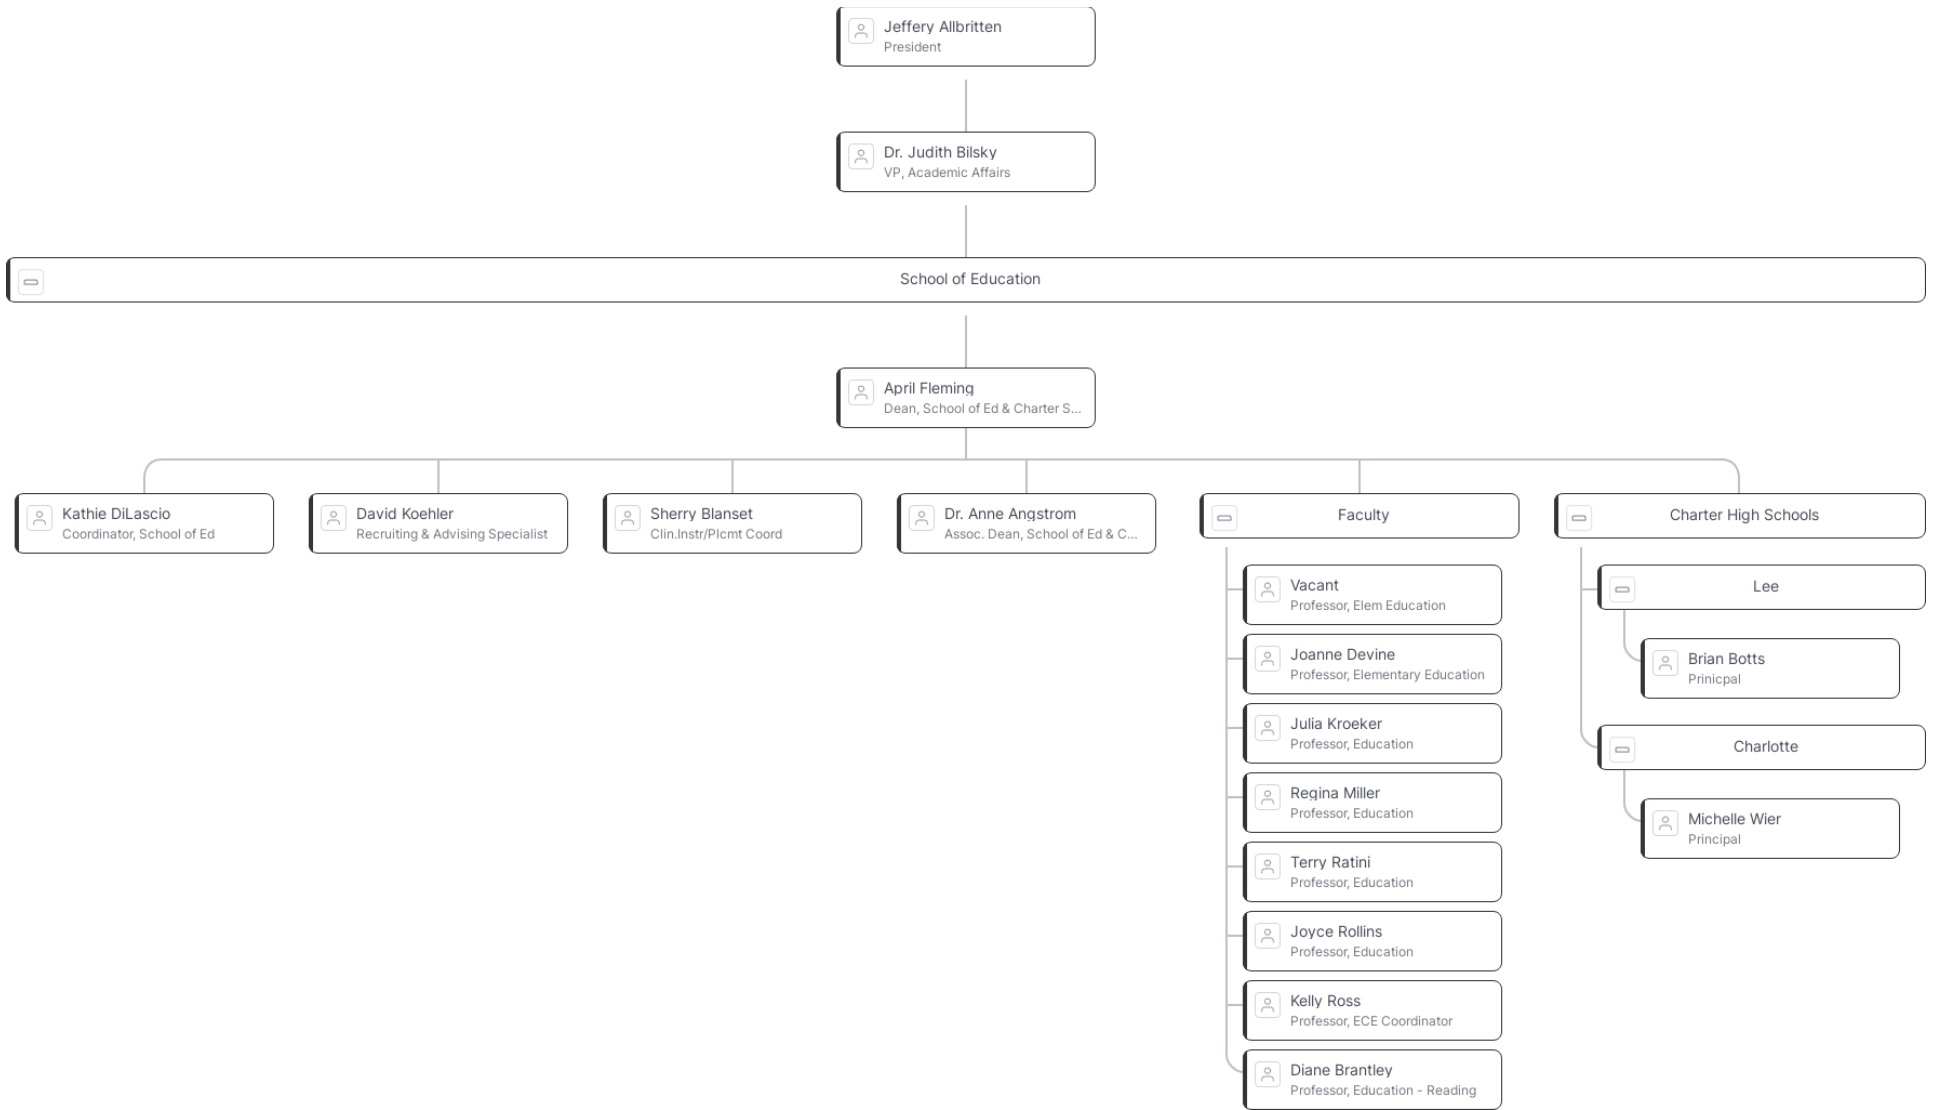 Jeffery Allbritten
President
Dr. Judith Bilsky
VP, Academic Affairs
School of Education
April Fleming
Dean, School of Ed & Charter S...
Kathie DiLascio
Coordinator, School of Ed
David Koehler
Recruiting & Advising Specialist
Sherry Blanset
Clin.Instr/Plcmt Coord
Dr. Anne Angstrom
Assoc. Dean, School of Ed & C...
Faculty
Vacant
Professor, Elem Education
Joanne Devine
Professor, Elementary Education
Julia Kroeker
Professor, Education
Regina Miller
Professor, Education
Terry Ratini
Professor, Education
Joyce Rollins
Professor, Education
Kelly Ross
Professor, ECE Coordinator
Diane Brantley
Professor, Education - Reading
Charter High Schools
Lee
Brian Botts
Prinicpal
Charlotte
Michelle Wier
Principal